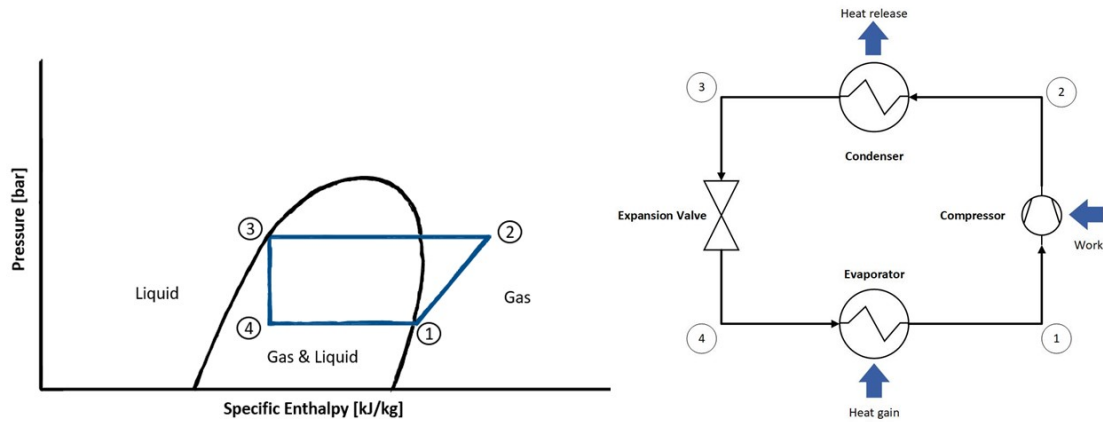 Pressure [bar]
3
2
Liquid
Gas
4
1
Gas & Liquid
Specific Enthalpy [kJ/kg]
Heat release
3
2
Condenser
Expansion Valve
Compressor
Work
Evaporator
4
1
Heat gain